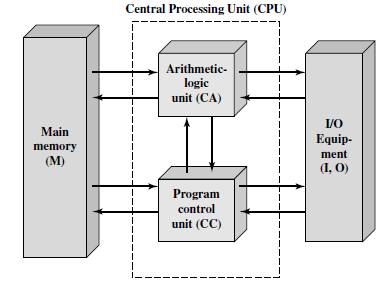 Central Processing Unit (CPU)
Arithmetic-
logic
unit (CA)
Main
memory
(M)
I/O
Equip-
ment
(I, O)
Program
control
unit (CC)